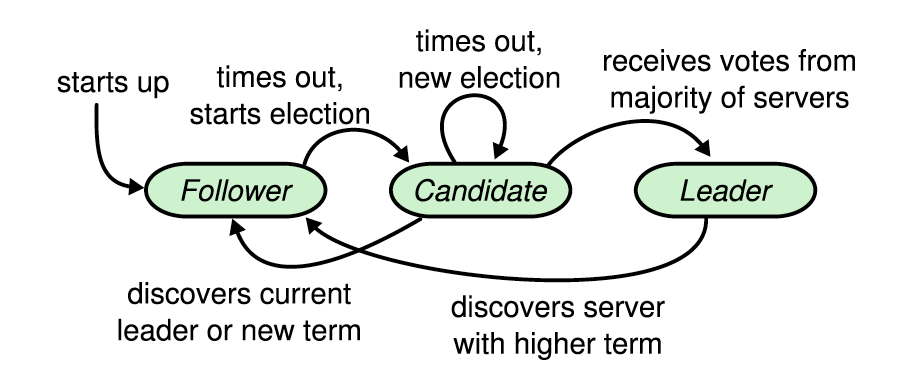 starts up
times out,
starts election
times out,
new election
receives votes from
majority of servers
Follower
Candidate
Leader
discovers current
leader or new term
discovers server
with higher term